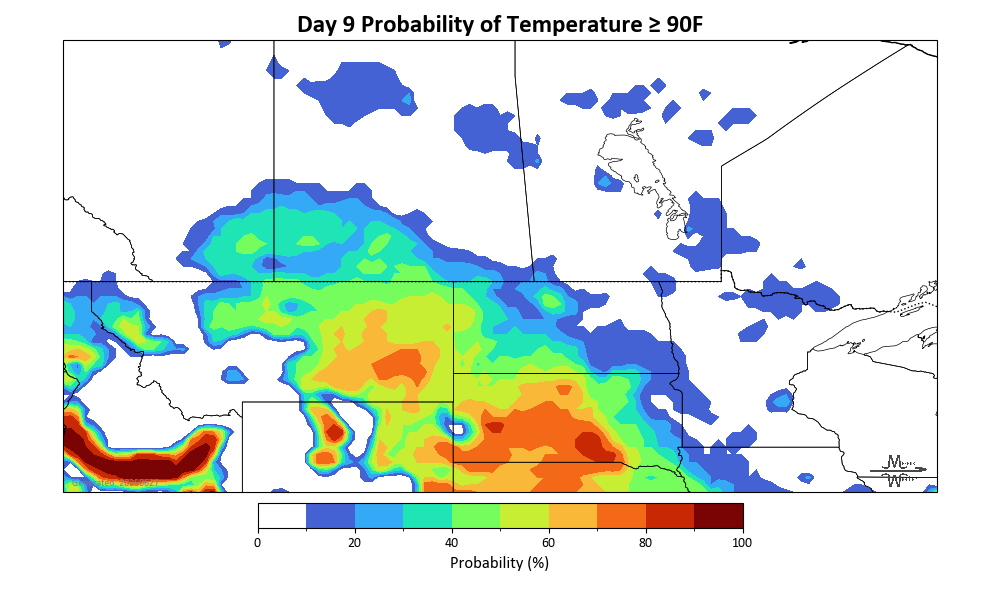 Day 9 Probability of Temperature ≥ 90F
M
W
0 20 40 60 80 100
Probability (%)